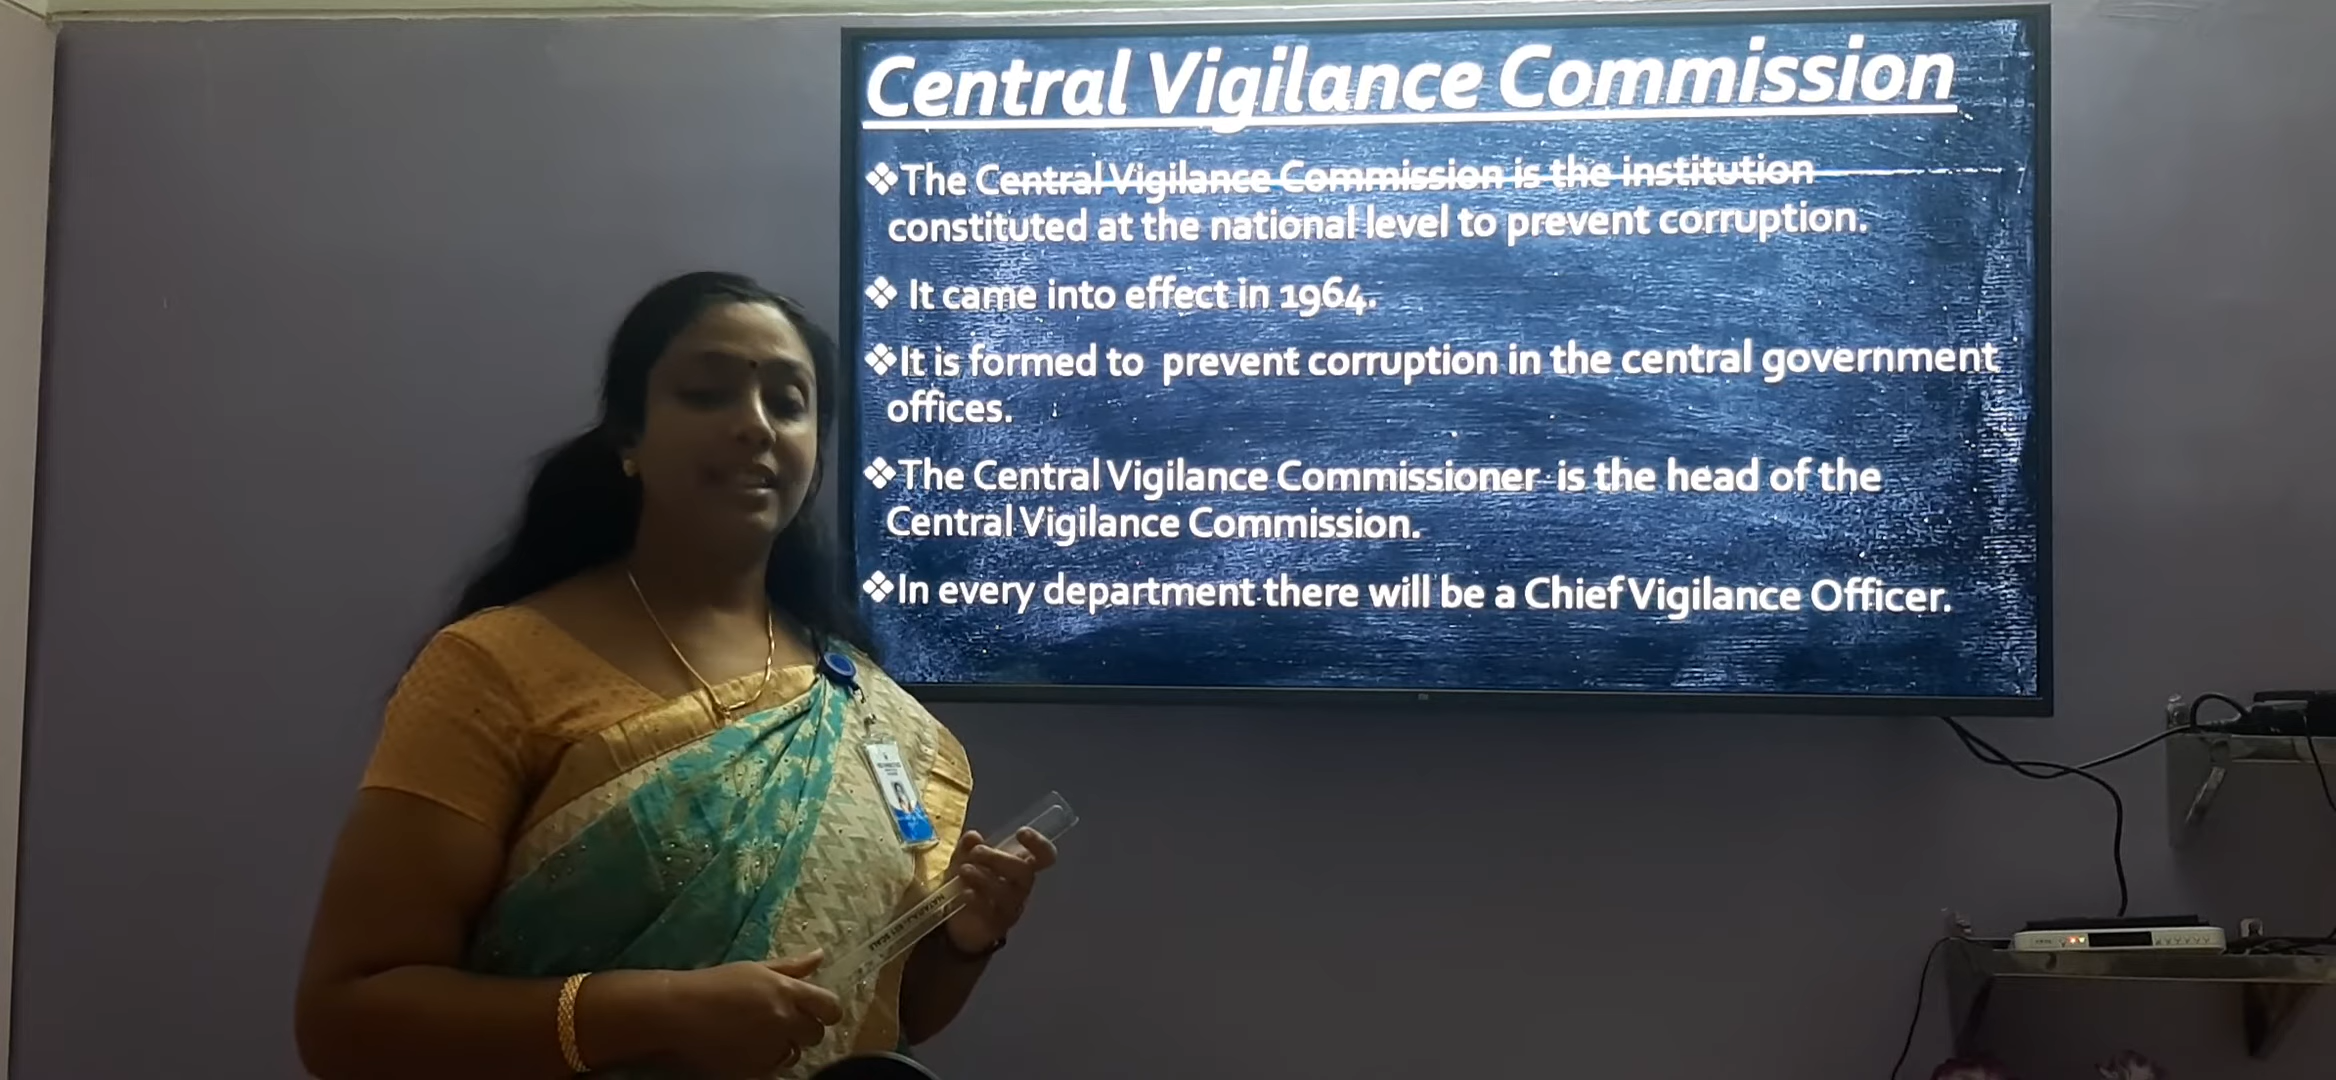 Central Vigilance Commission
❖The Central Vigilance Commission is the institution
constituted at the national level to prevent corruption.
❖ It came into effect in 1964.
❖It is formed to prevent corruption in the central government
offices.
❖The Central Vigilance Commissioner is the head of the
Central Vigilance Commission.
❖In every department there will be a Chief Vigilance Officer.